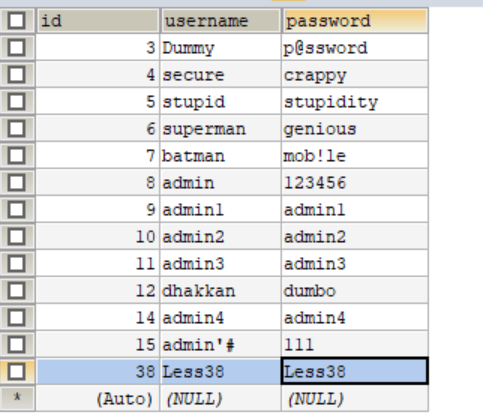 id username password
3 Dummy p@ssword
4 secure crappy
5 stupid stupidity
6 superman genious
7 batman mob!le
8 admin 123456
9 admin1 admin1
10 admin2 admin2
11 admin3 admin3
12 dhakkan dumbo
14 admin4 admin4
15 admin'# 111
38 Less38 Less38
* (Auto) (NULL) (NULL)